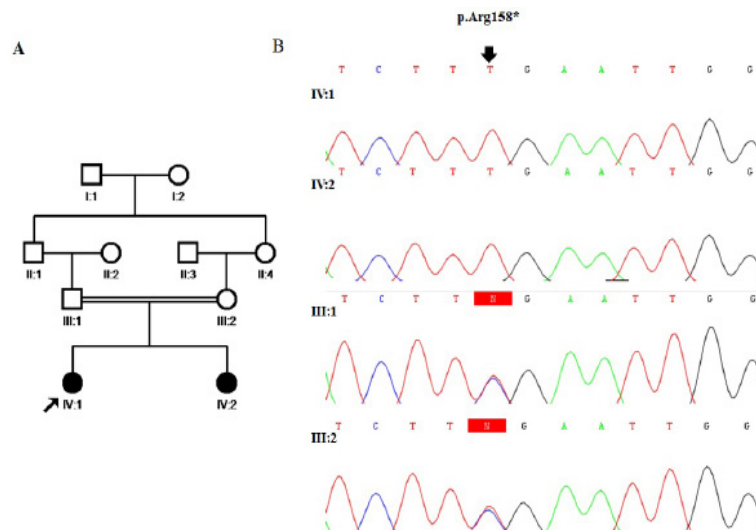 p.Arg158*
A
B
T C T T T G A A T T G G
IV:1
T C T T T G A A T T G G
IV:2
T C T T N G A A T T G G
III:1
T C T T N G A A T T G G
III:2
I:1 I:2
II:1 II:2 II:3 II:4
III:1 III:2
IV:1 IV:2